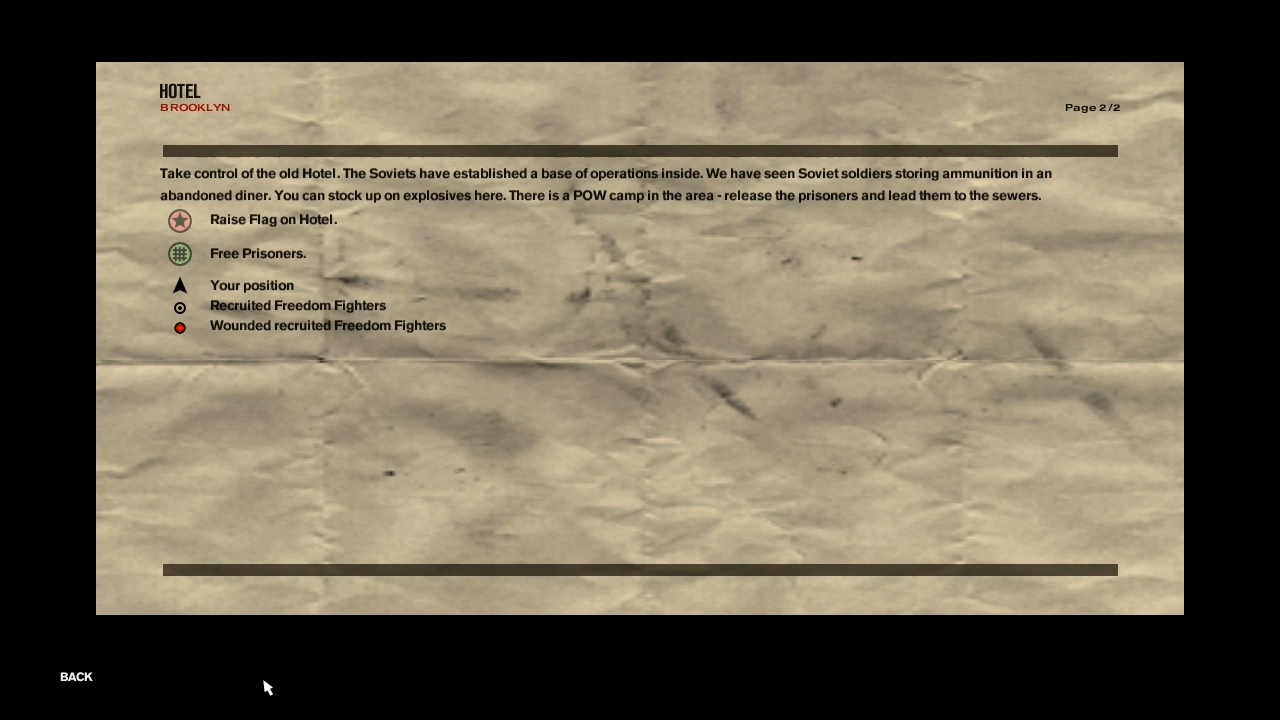 HOTEL
BROOKLYN
Page 2/2
Take control of the old Hotel. The Soviets have established a base of operations inside. We have seen Soviet soldiers storing ammunition in an
abandoned diner. You can stock up on explosives here. There is a POW camp in the area - release the prisoners and lead them to the sewers.
Raise Flag on Hotel.
Free Prisoners.
Your position
Recruited Freedom Fighters
Wounded recruited Freedom Fighters
BACK